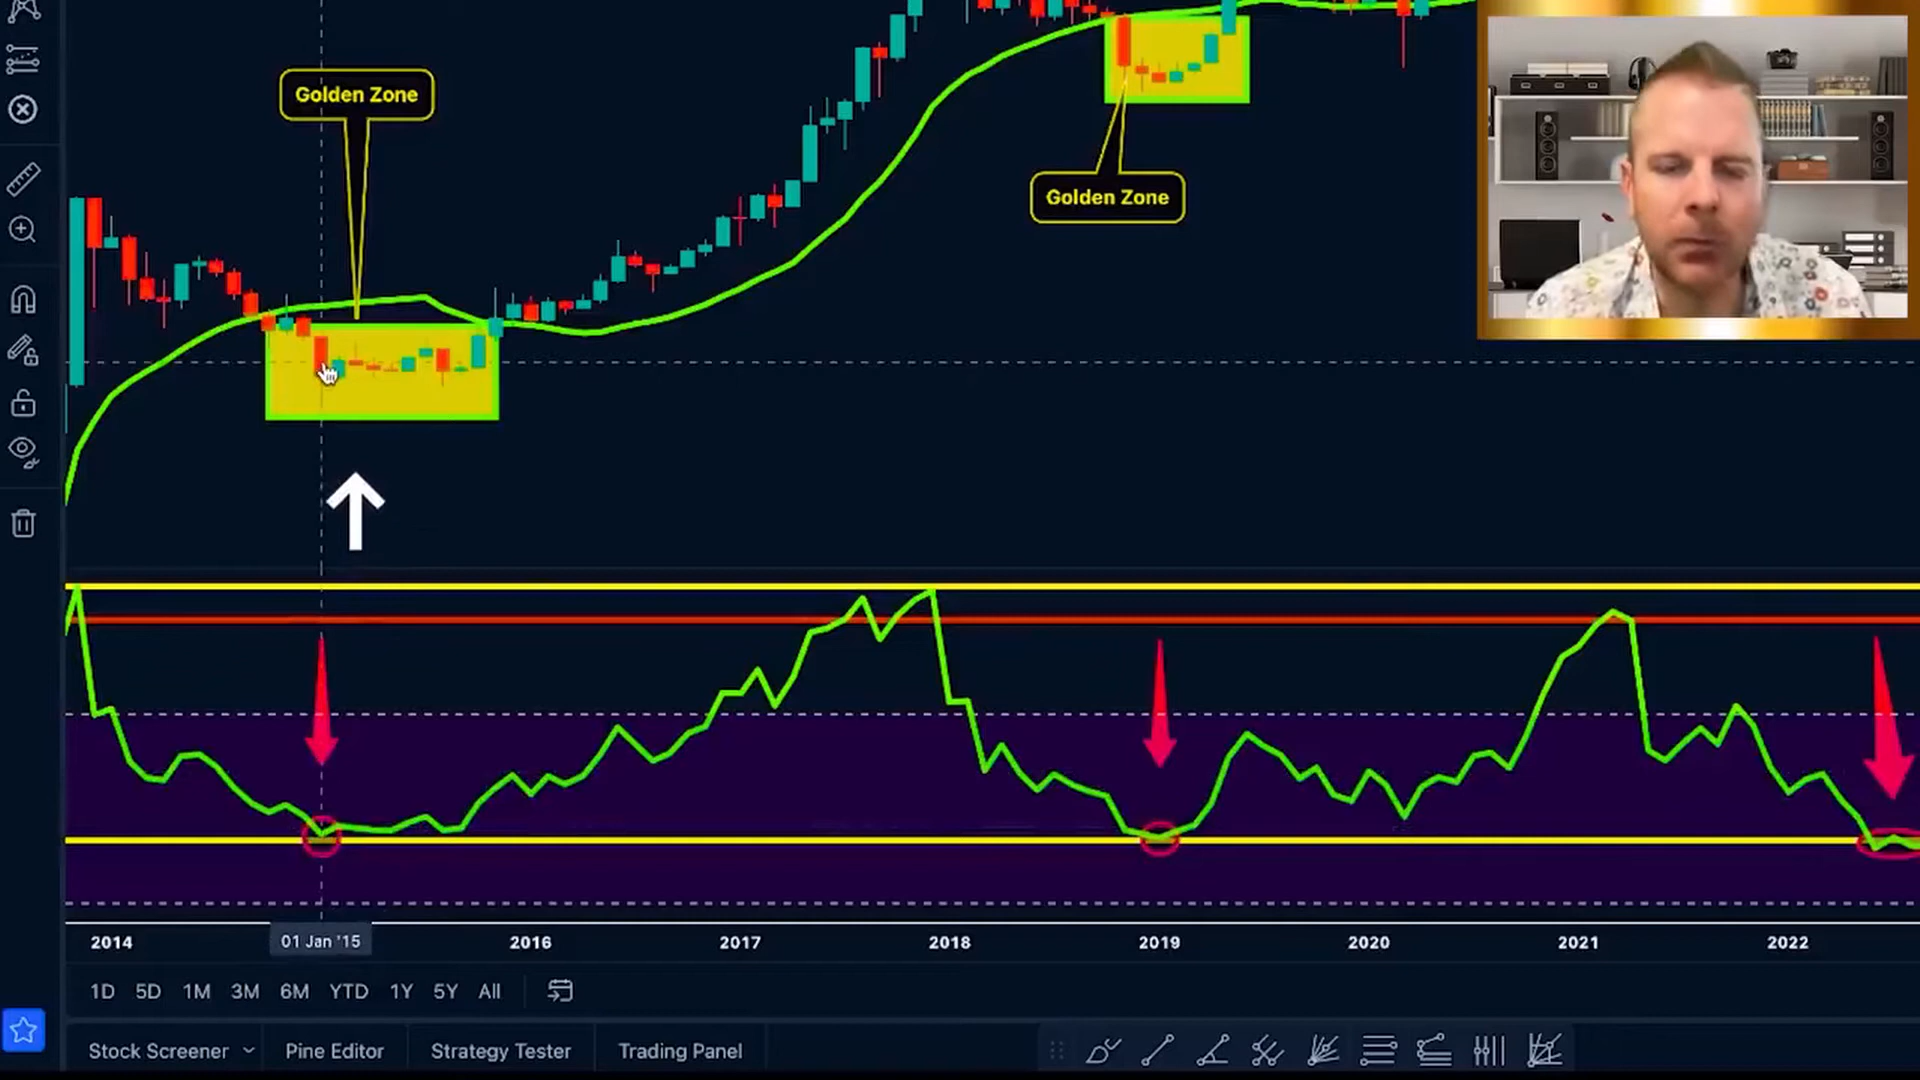 Golden Zone
Golden Zone
2014
01 Jan '15
2016
2017
2018
2019
2020
2021
2022
1D 5D 1M 3M 6M YTD 1Y 5Y All
Stock Screener Pine Editor Strategy Tester Trading Panel